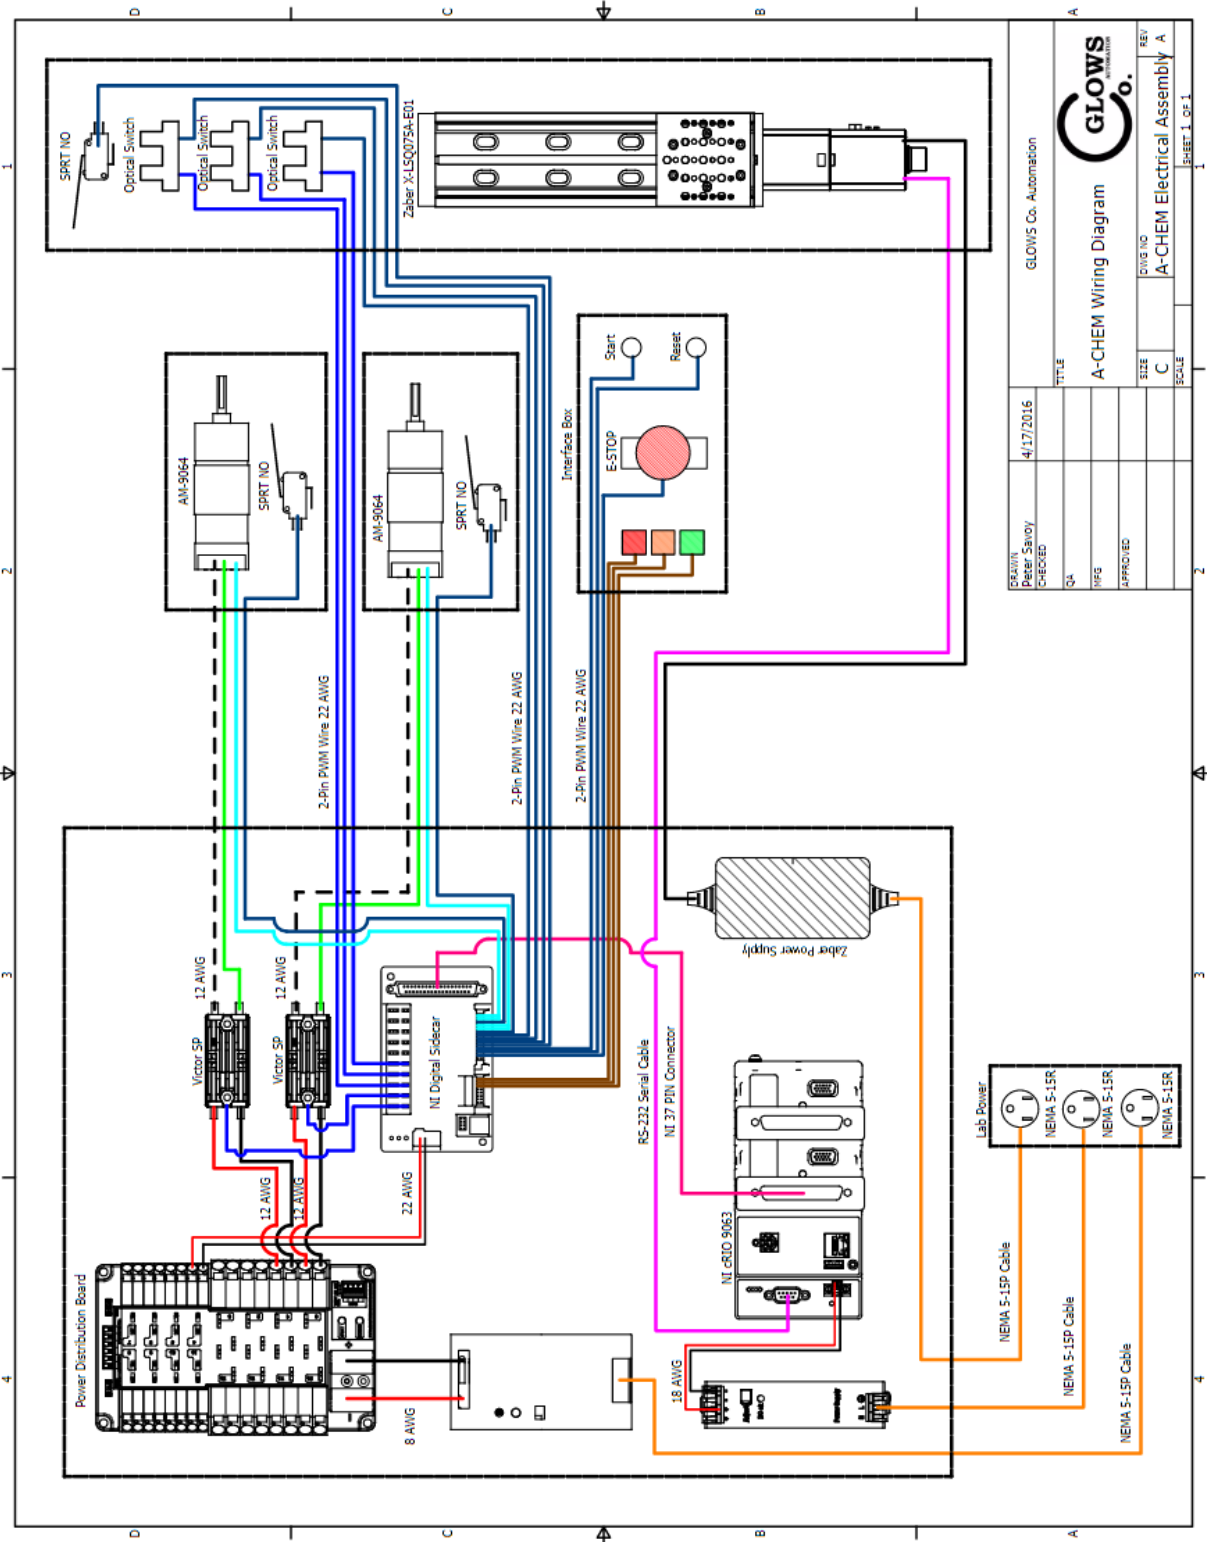 D
C
B
A
1
2
3
4
1
2
3
4
D
C
B
A
SPRT NO
Optical Switch
Optical Switch
Optical Switch
Zaber X-LSQ075A-E01
AM-9064
SPRT NO
AM-9064
SPRT NO
Interface Box
Start
Reset
E-STOP
2-Pin PWM Wire 22 AWG
2-Pin PWM Wire 22 AWG
2-Pin PWM Wire 22 AWG
Zaber Power Supply
12 AWG
12 AWG
Victor SP
Victor SP
NI Digital Sidecar
RS-232 Serial Cable
NI 37 PIN Connector
12 AWG
12 AWG
22 AWG
NI cRIO 9063
Lab Power
NEMA 5-15R
NEMA 5-15R
NEMA 5-15R
Power Distribution Board
8 AWG
18 AWG
NEMA 5-15P Cable
NEMA 5-15P Cable
NEMA 5-15P Cable
DRAWN
Peter Savoy
4/17/2016
CHECKED
QA
MFG
APPROVED
GLOWS Co. Automation
TITLE
A-CHEM Wiring Diagram
GLOWS
AUTOMATION
Co.
SIZE
C
DWG NO
A-CHEM Electrical Assembly
REV
A
SCALE
SHEET 1 OF 1